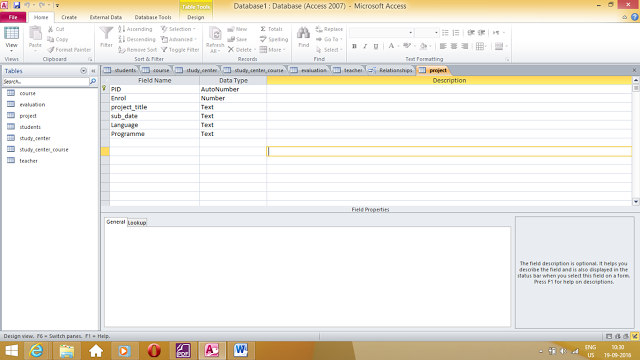 Table Tools
Database1 : Database (Access 2007) - Microsoft Access
File Home Create External Data Database Tools Design
View Paste Cut Copy Format Painter Filter Ascending Descending Remove Sort Selection Advanced Toggle Filter Refresh All New Save Delete Totals Spelling More Find Replace Go To Select
Views Clipboard Sort & Filter Records Find Text Formatting
Tables
Search...
course
evaluation
project
students
study_center
study_center_course
teacher
students course study_center study_center_course evaluation teacher Relationships project
Field Name Data Type Description
PID AutoNumber
Enrol Number
project_title Text
sub_date Text
Language Text
Programme Text
Field Properties
General Lookup
The field description is optional. It helps you
describe the field and is also displayed in the
status bar when you select this field on a form.
Press F1 for help on descriptions.
Design view. F6 = Switch panes. F1 = Help.
PDF A W
ENG 10:30
US 19-09-2016